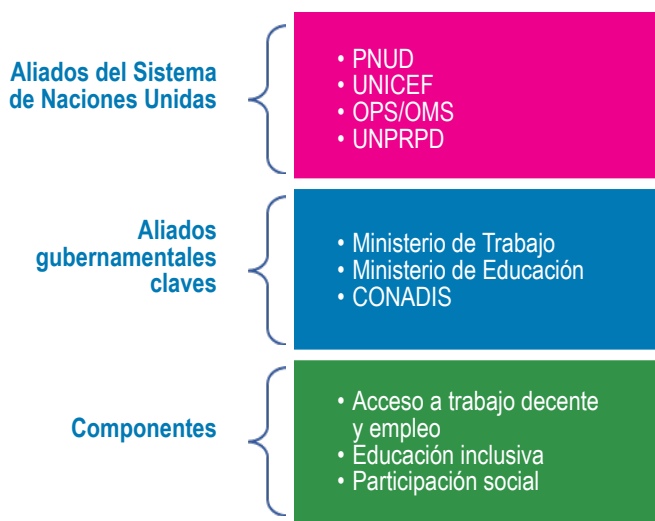 Aliados del Sistema
de Naciones Unidas
• PNUD
• UNICEF
• OPS/OMS
• UNPRPD
Aliados
gubernamentales
claves
• Ministerio de Trabajo
• Ministerio de Educación
• CONADIS
Componentes
• Acceso a trabajo decente
y empleo
• Educación inclusiva
• Participación social